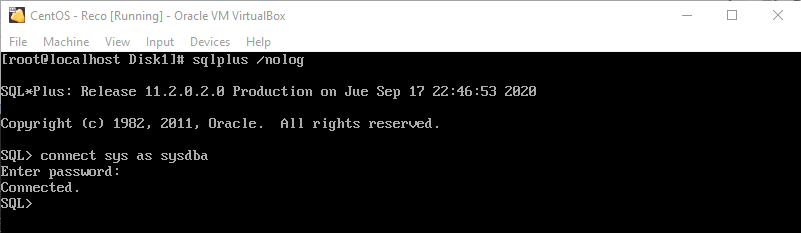 CentOS - Reco [Running] - Oracle VM VirtualBox
File Machine View Input Devices Help
[root@localhost Disk1]# sqlplus /nolog
SQL*Plus: Release 11.2.0.2.0 Production on Jue Sep 17 22:46:53 2020
Copyright (c) 1982, 2011, Oracle.  All rights reserved.
SQL> connect sys as sysdba
Enter password:
Connected.
SQL>